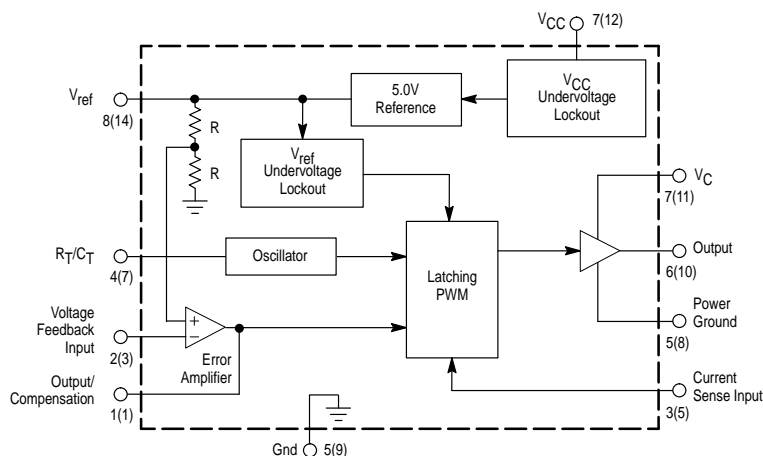 VCC 7(12)
Vref
8(14)
5.0V
Reference
VCC
Undervoltage
Lockout
R
R
Vref
Undervoltage
Lockout
VC
7(11)
RT/CT
4(7)
Oscillator
Latching
PWM
Output
6(10)
Voltage
Feedback
Input
2(3)
+
−
Error
Amplifier
Power
Ground
5(8)
Output/
Compensation
1(1)
Current
Sense Input
3(5)
Gnd 5(9)